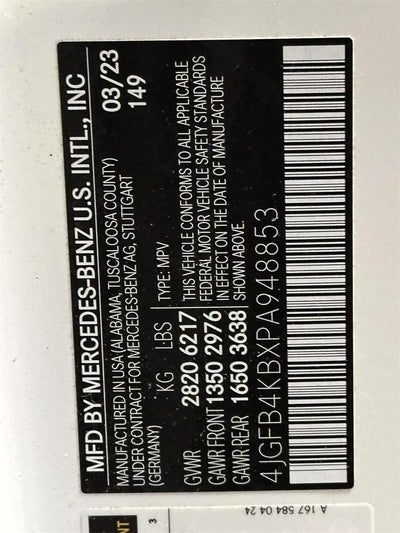 MFD BY MERCEDES-BENZ U.S. INTL., INC
MANUFACTURED IN USA (ALABAMA, TUSCALOOSA COUNTY)
UNDER CONTRACT FOR MERCEDES-BENZ AG, STUTTGART
(GERMANY)
03/23
149
KG LBS TYPE: MPV
GVWR 2820 6217
GAWR FRONT 1350 2976
GAWR REAR 1650 3638
THIS VEHICLE CONFORMS TO ALL APPLICABLE
FEDERAL MOTOR VEHICLE SAFETY STANDARDS
IN EFFECT ON THE DATE OF MANUFACTURE
SHOWN ABOVE.
4JGFB4KBXPA948853
A 167 584 04 24
NT
3